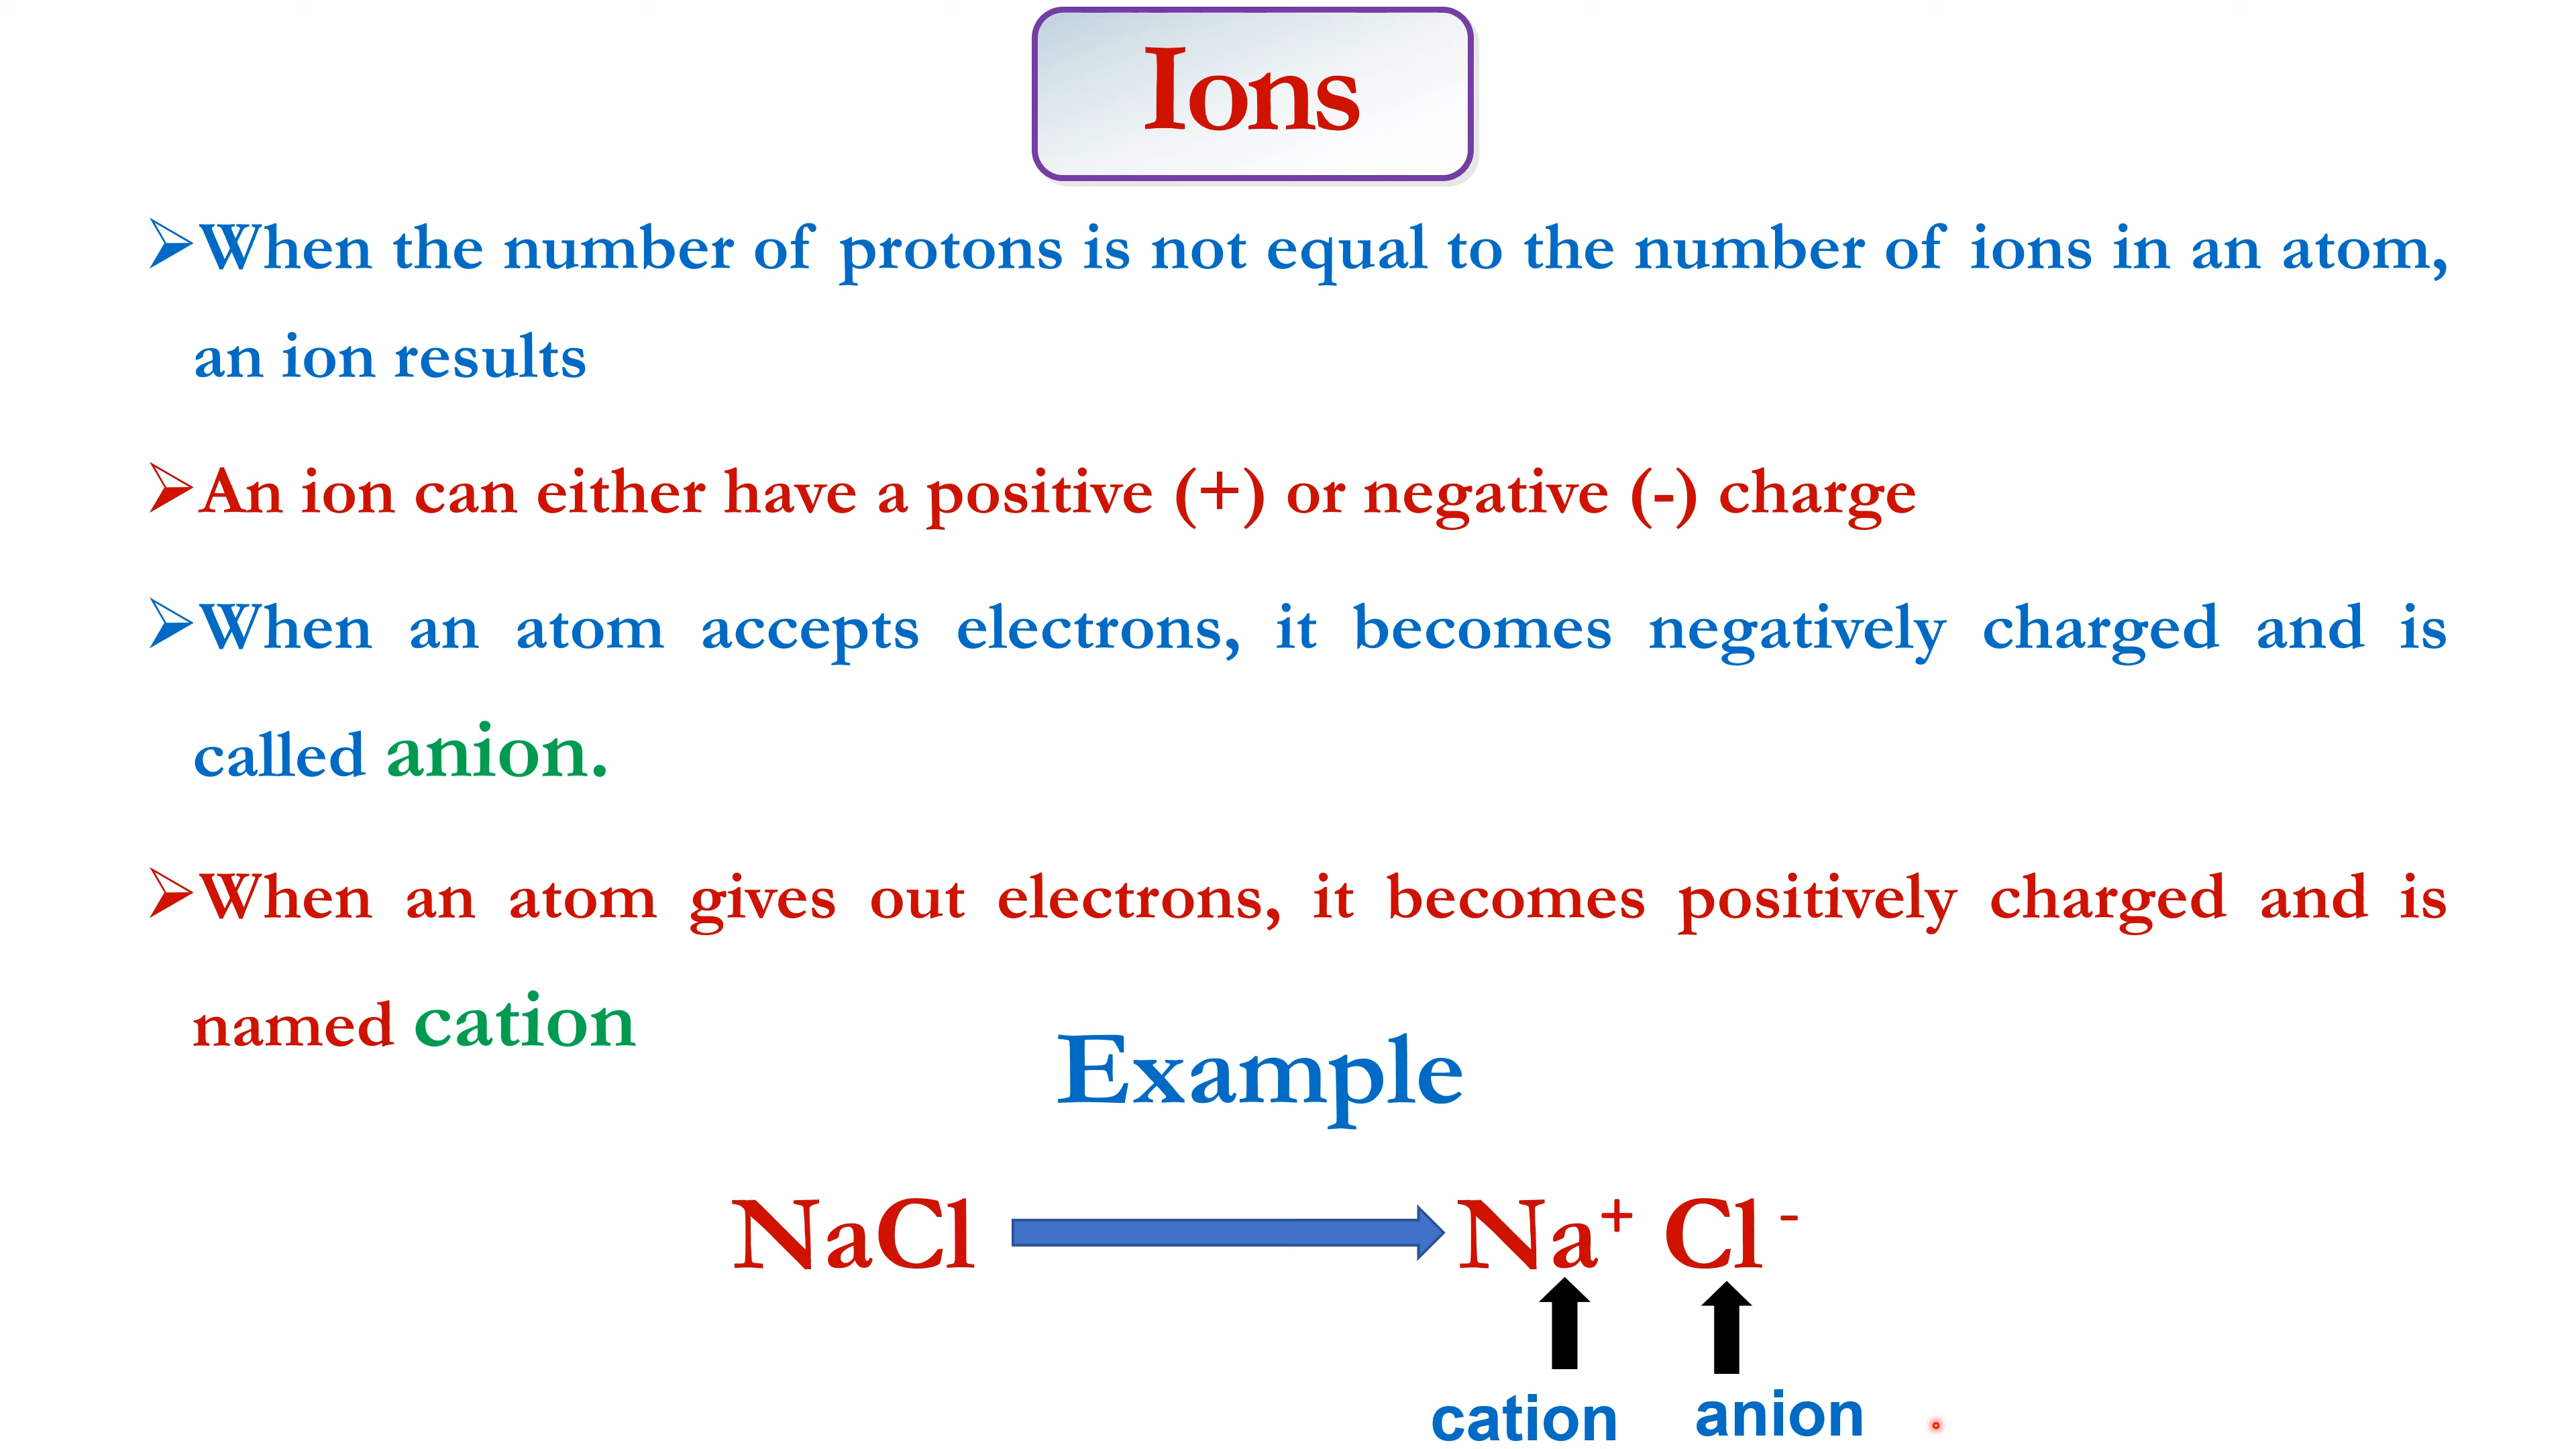 Ions
➢When the number of protons is not equal to the number of ions in an atom,
an ion results
➢An ion can either have a positive (+) or negative (-) charge
➢When an atom accepts electrons, it becomes negatively charged and is
called anion.
➢When an atom gives out electrons, it becomes positively charged and is
named cation
Example
NaCl Na⁺ Cl⁻
cation anion